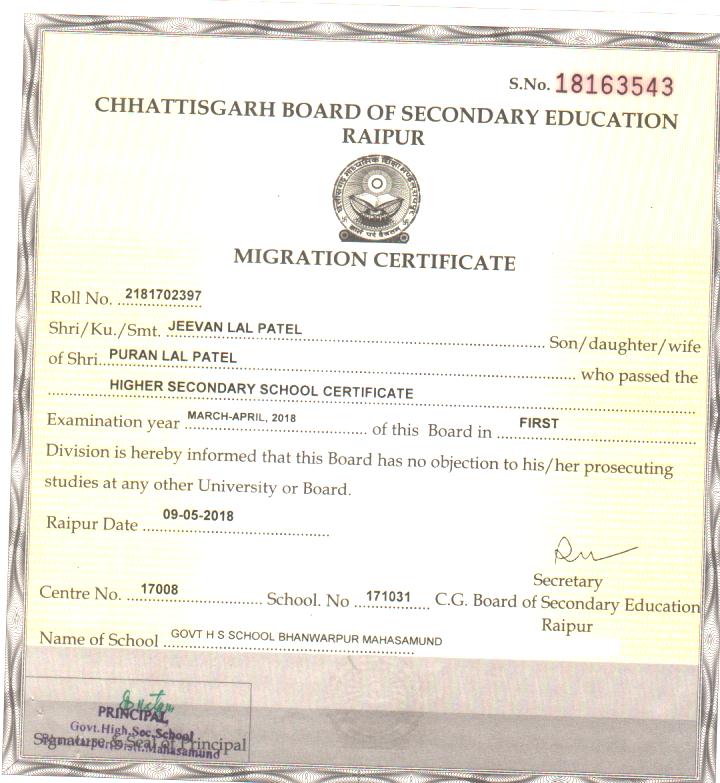 S.No. 18163543
CHHATTISGARH BOARD OF SECONDARY EDUCATION
RAIPUR
MIGRATION CERTIFICATE
Roll No. 2181702397
Shri/Ku./Smt. JEEVAN LAL PATEL Son/daughter/wife
of Shri. PURAN LAL PATEL who passed the
HIGHER SECONDARY SCHOOL CERTIFICATE
Examination year MARCH-APRIL, 2018 of this Board in FIRST
Division is hereby informed that this Board has no objection to his/her prosecuting
studies at any other University or Board.
Raipur Date 09-05-2018
Secretary
Centre No. 17008 School. No 171031 C.G. Board of Secondary Education
Raipur
Name of School GOVT H S SCHOOL BHANWARPUR MAHASAMUND
PRINCIPAL
Govt.High,Sec.School
Mahasamund
Signature & Seal of Principal